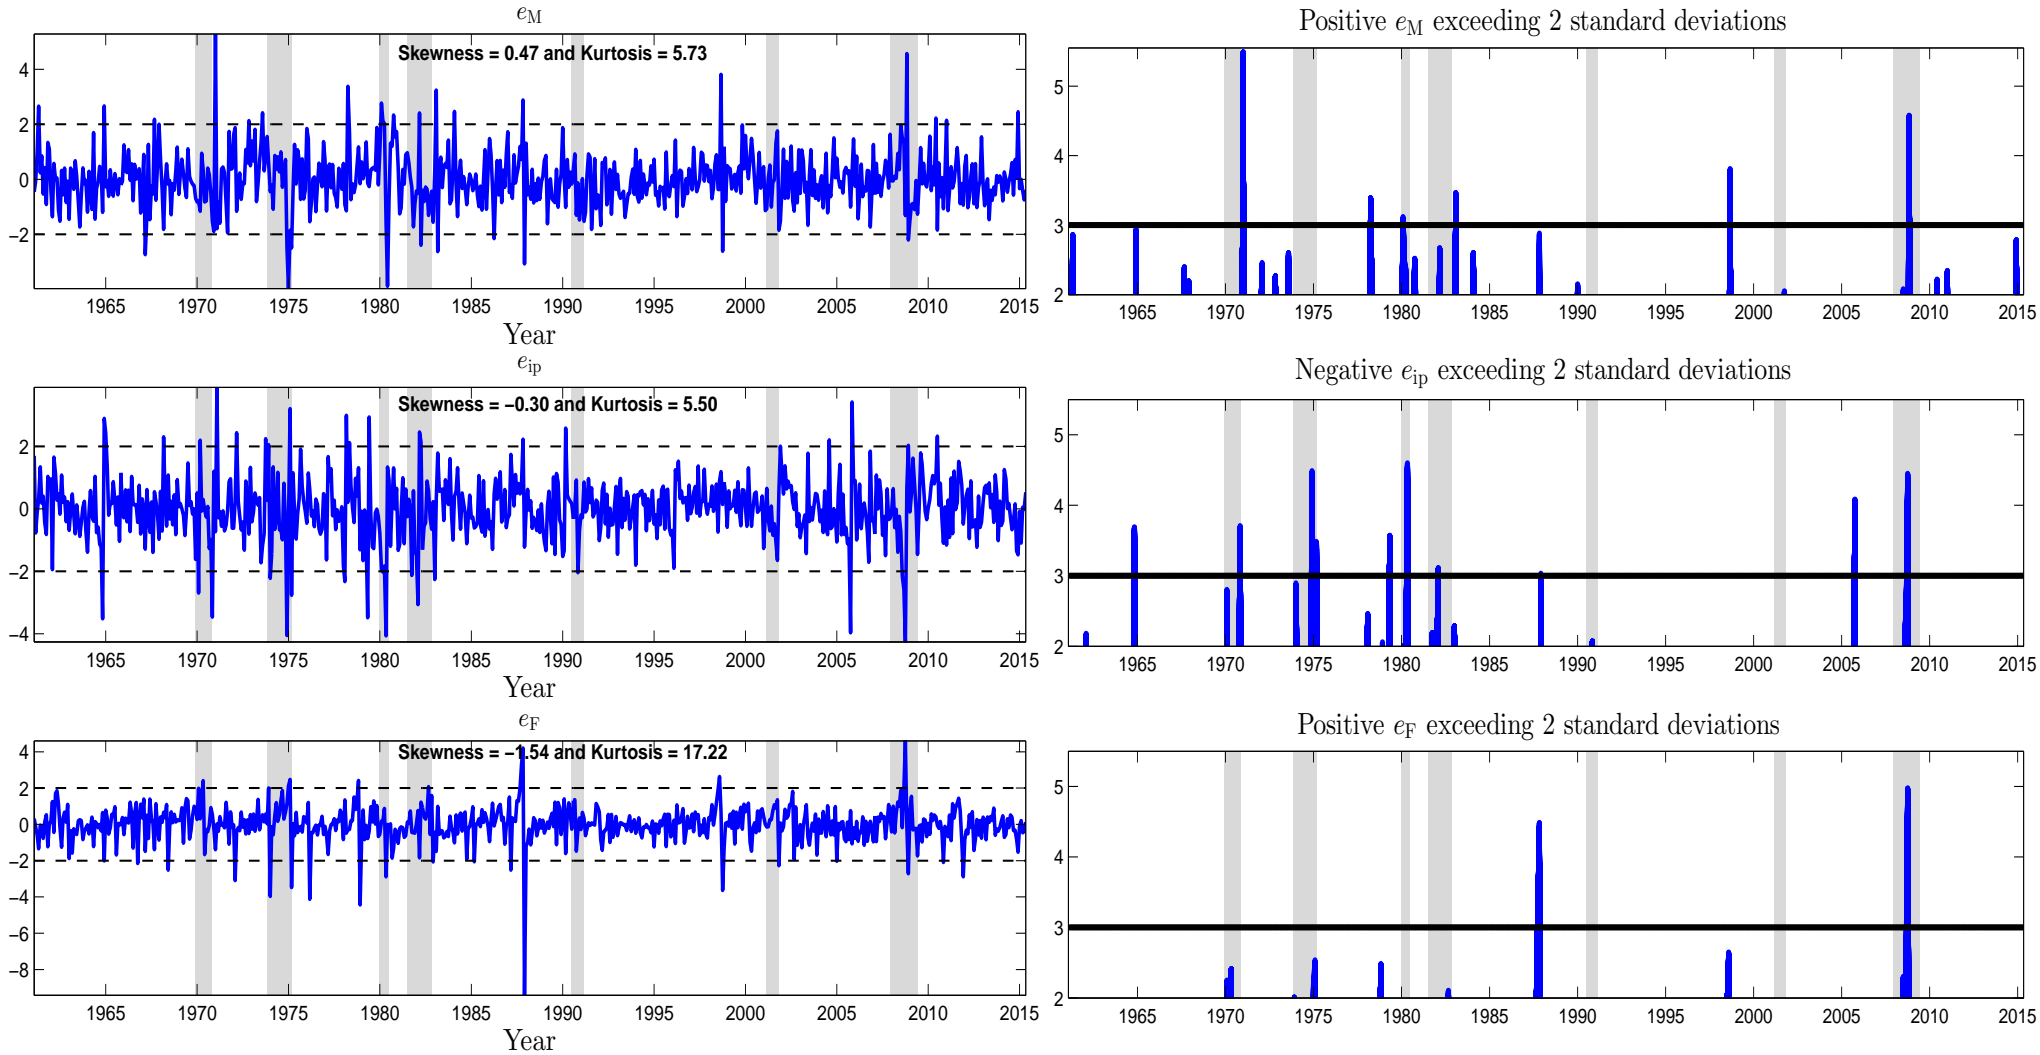 e_M
Skewness = 0.47 and Kurtosis = 5.73
4
2
0
−2
1965 1970 1975 1980 1985 1990 1995 2000 2005 2010 2015
Year
Positive e_M exceeding 2 standard deviations
5
4
3
2
1965 1970 1975 1980 1985 1990 1995 2000 2005 2010 2015
e_ip
Skewness = −0.30 and Kurtosis = 5.50
2
0
−2
−4
1965 1970 1975 1980 1985 1990 1995 2000 2005 2010 2015
Year
Negative e_ip exceeding 2 standard deviations
5
4
3
2
1965 1970 1975 1980 1985 1990 1995 2000 2005 2010 2015
e_F
Skewness = −1.54 and Kurtosis = 17.22
4
2
0
−2
−4
−6
−8
1965 1970 1975 1980 1985 1990 1995 2000 2005 2010 2015
Year
Positive e_F exceeding 2 standard deviations
5
4
3
2
1965 1970 1975 1980 1985 1990 1995 2000 2005 2010 2015